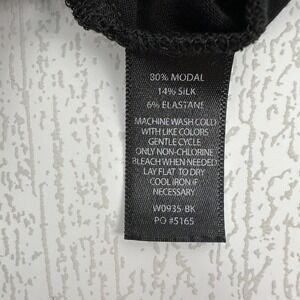 80% MODAL
14% SILK
6% ELASTANE
MACHINE WASH COLD
WITH LIKE COLORS
GENTLE CYCLE
ONLY NON-CHLORINE
BLEACH WHEN NEEDED
LAY FLAT TO DRY
COOL IRON IF
NECESSARY
W0935-BK
PO #5165